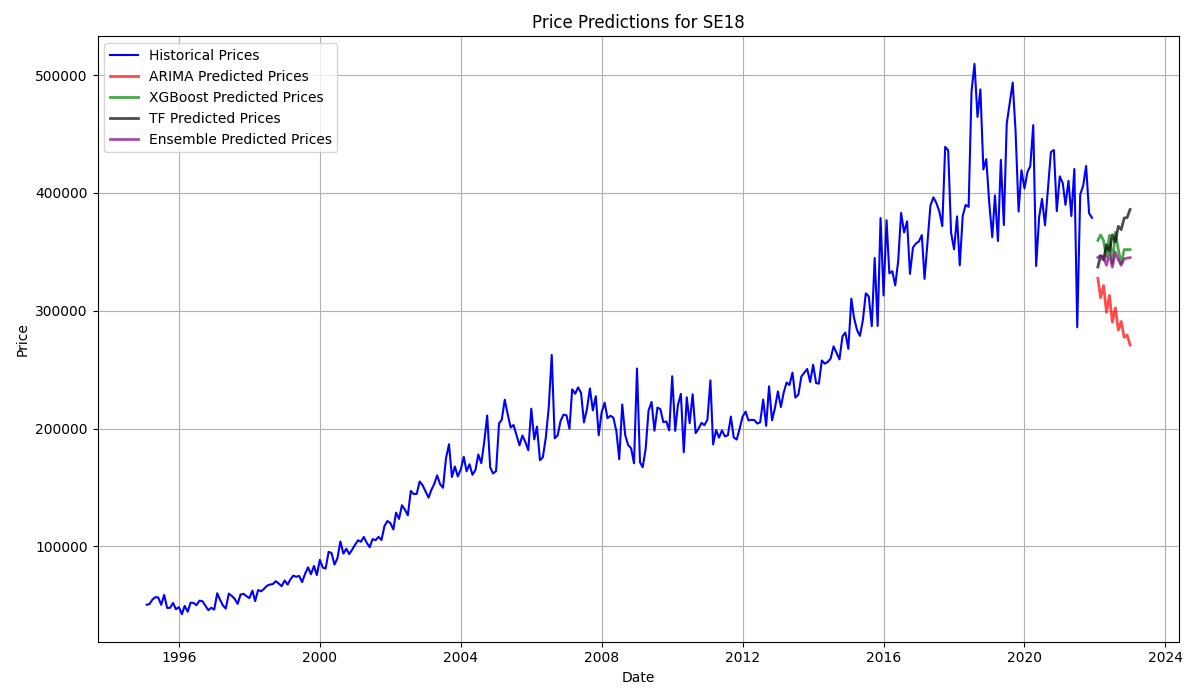 Price Predictions for SE18
Historical Prices
ARIMA Predicted Prices
XGBoost Predicted Prices
TF Predicted Prices
Ensemble Predicted Prices
500000
400000
300000
200000
100000
Price
1996 2000 2004 2008 2012 2016 2020 2024
Date